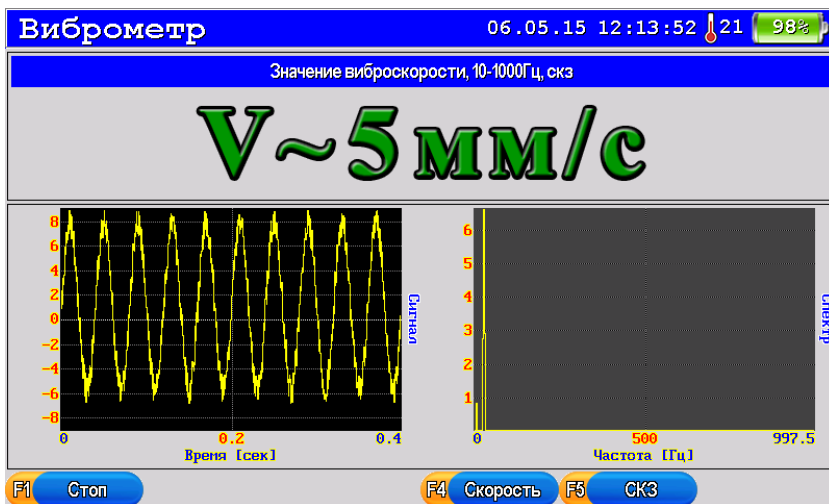 Виброметр 06.05.15 12:13:52 21 98%
Значение виброскорости, 10-1000Гц, скз
V~5мм/с
8
6
4
2
0
-2
-4
-6
-8
0 0.2 0.4
Время [сек]
Сигнал
6
5
4
3
2
1
0 500 997.5
Частота [Гц]
Спектр
F1 Стоп F4 Скорость F5 СКЗ